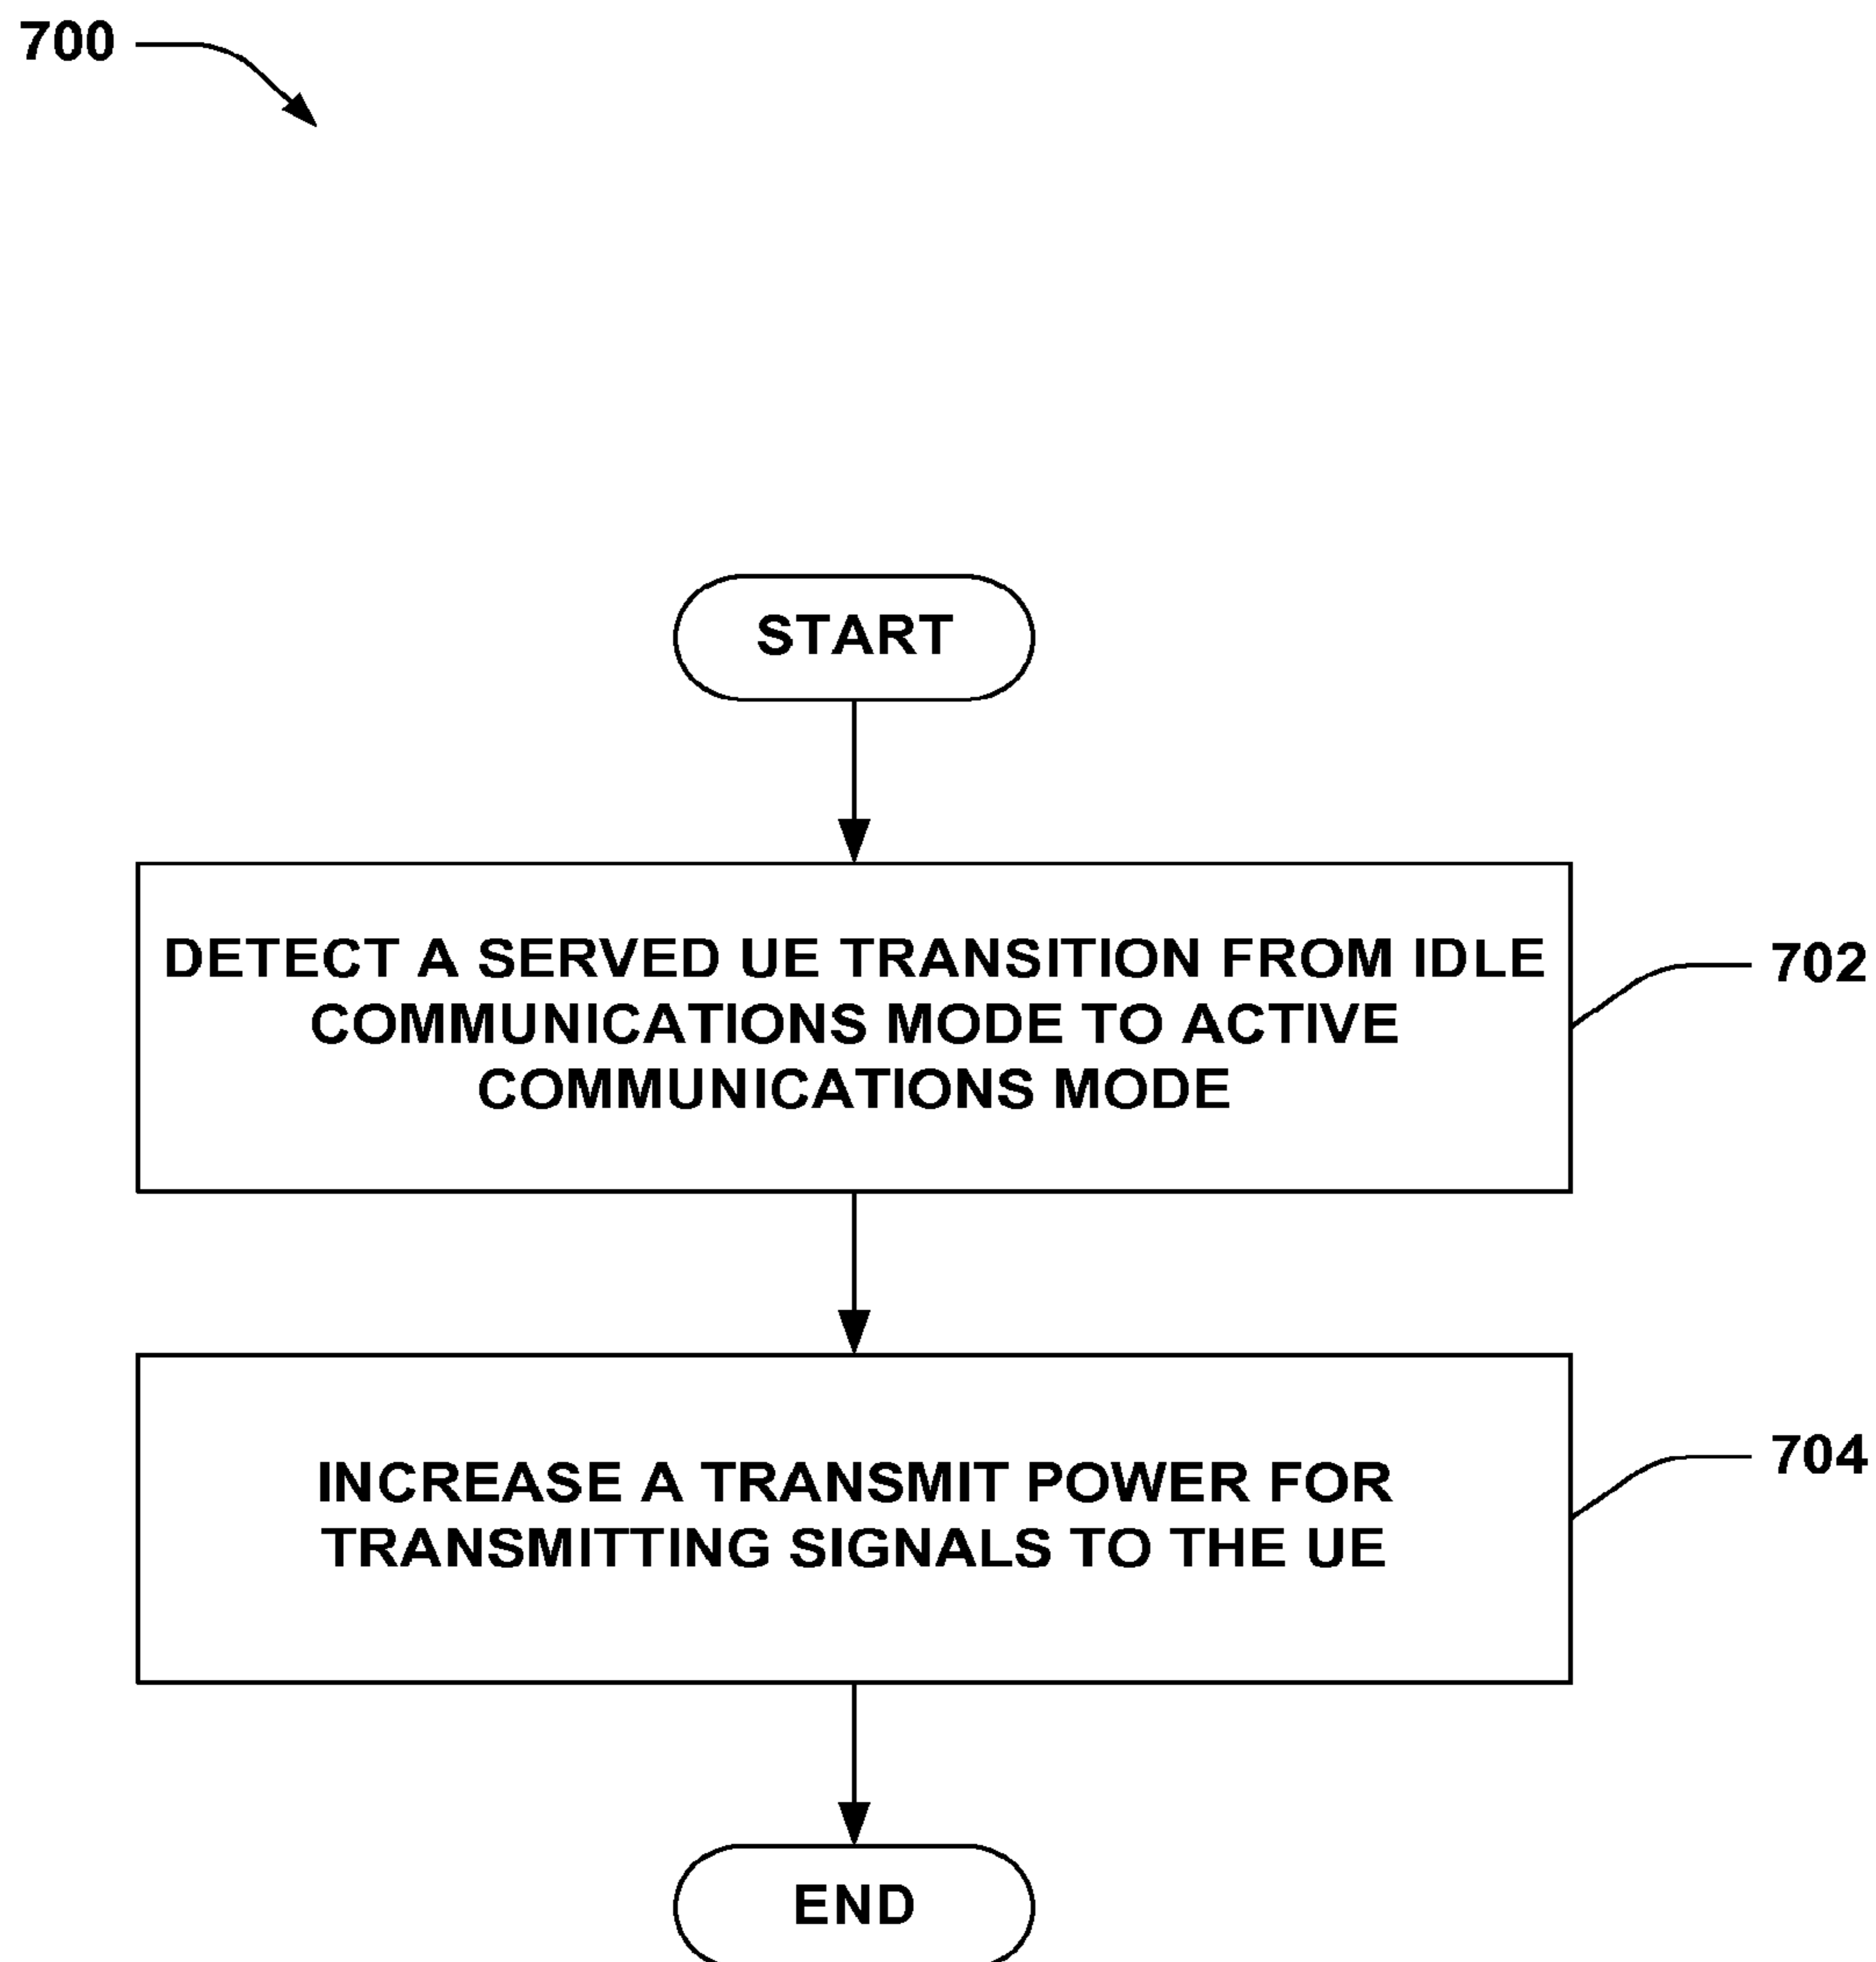 700
START
DETECT A SERVED UE TRANSITION FROM IDLE
COMMUNICATIONS MODE TO ACTIVE
COMMUNICATIONS MODE
702
INCREASE A TRANSMIT POWER FOR
TRANSMITTING SIGNALS TO THE UE
704
END